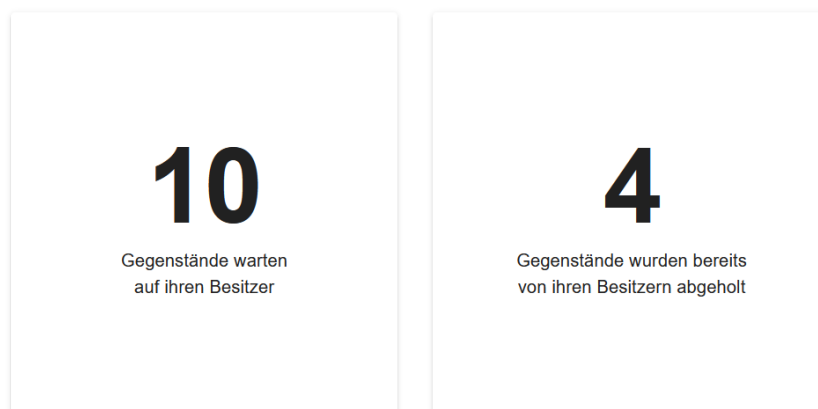 10
Gegenstände warten
auf ihren Besitzer
4
Gegenstände wurden bereits
von ihren Besitzern abgeholt